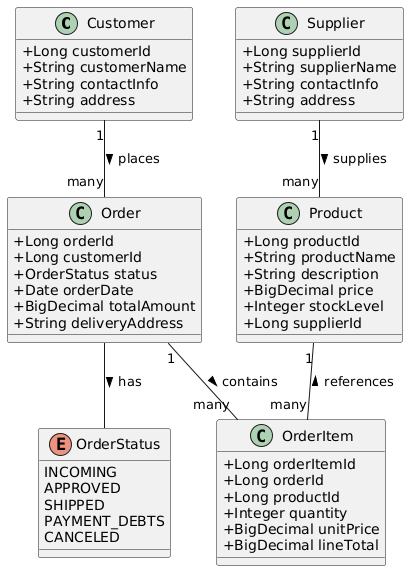 C Customer
+Long customerId
+String customerName
+String contactInfo
+String address
C Supplier
+Long supplierId
+String supplierName
+String contactInfo
+String address
1
places
many
1
supplies
many
C Order
+Long orderId
+Long customerId
+OrderStatus status
+Date orderDate
+BigDecimal totalAmount
+String deliveryAddress
C Product
+Long productId
+String productName
+String description
+BigDecimal price
+Integer stockLevel
+Long supplierId
has
1
contains
many
1
references
many
E OrderStatus
INCOMING
APPROVED
SHIPPED
PAYMENT_DEBTS
CANCELED
C OrderItem
+Long orderItemId
+Long orderId
+Long productId
+Integer quantity
+BigDecimal unitPrice
+BigDecimal lineTotal